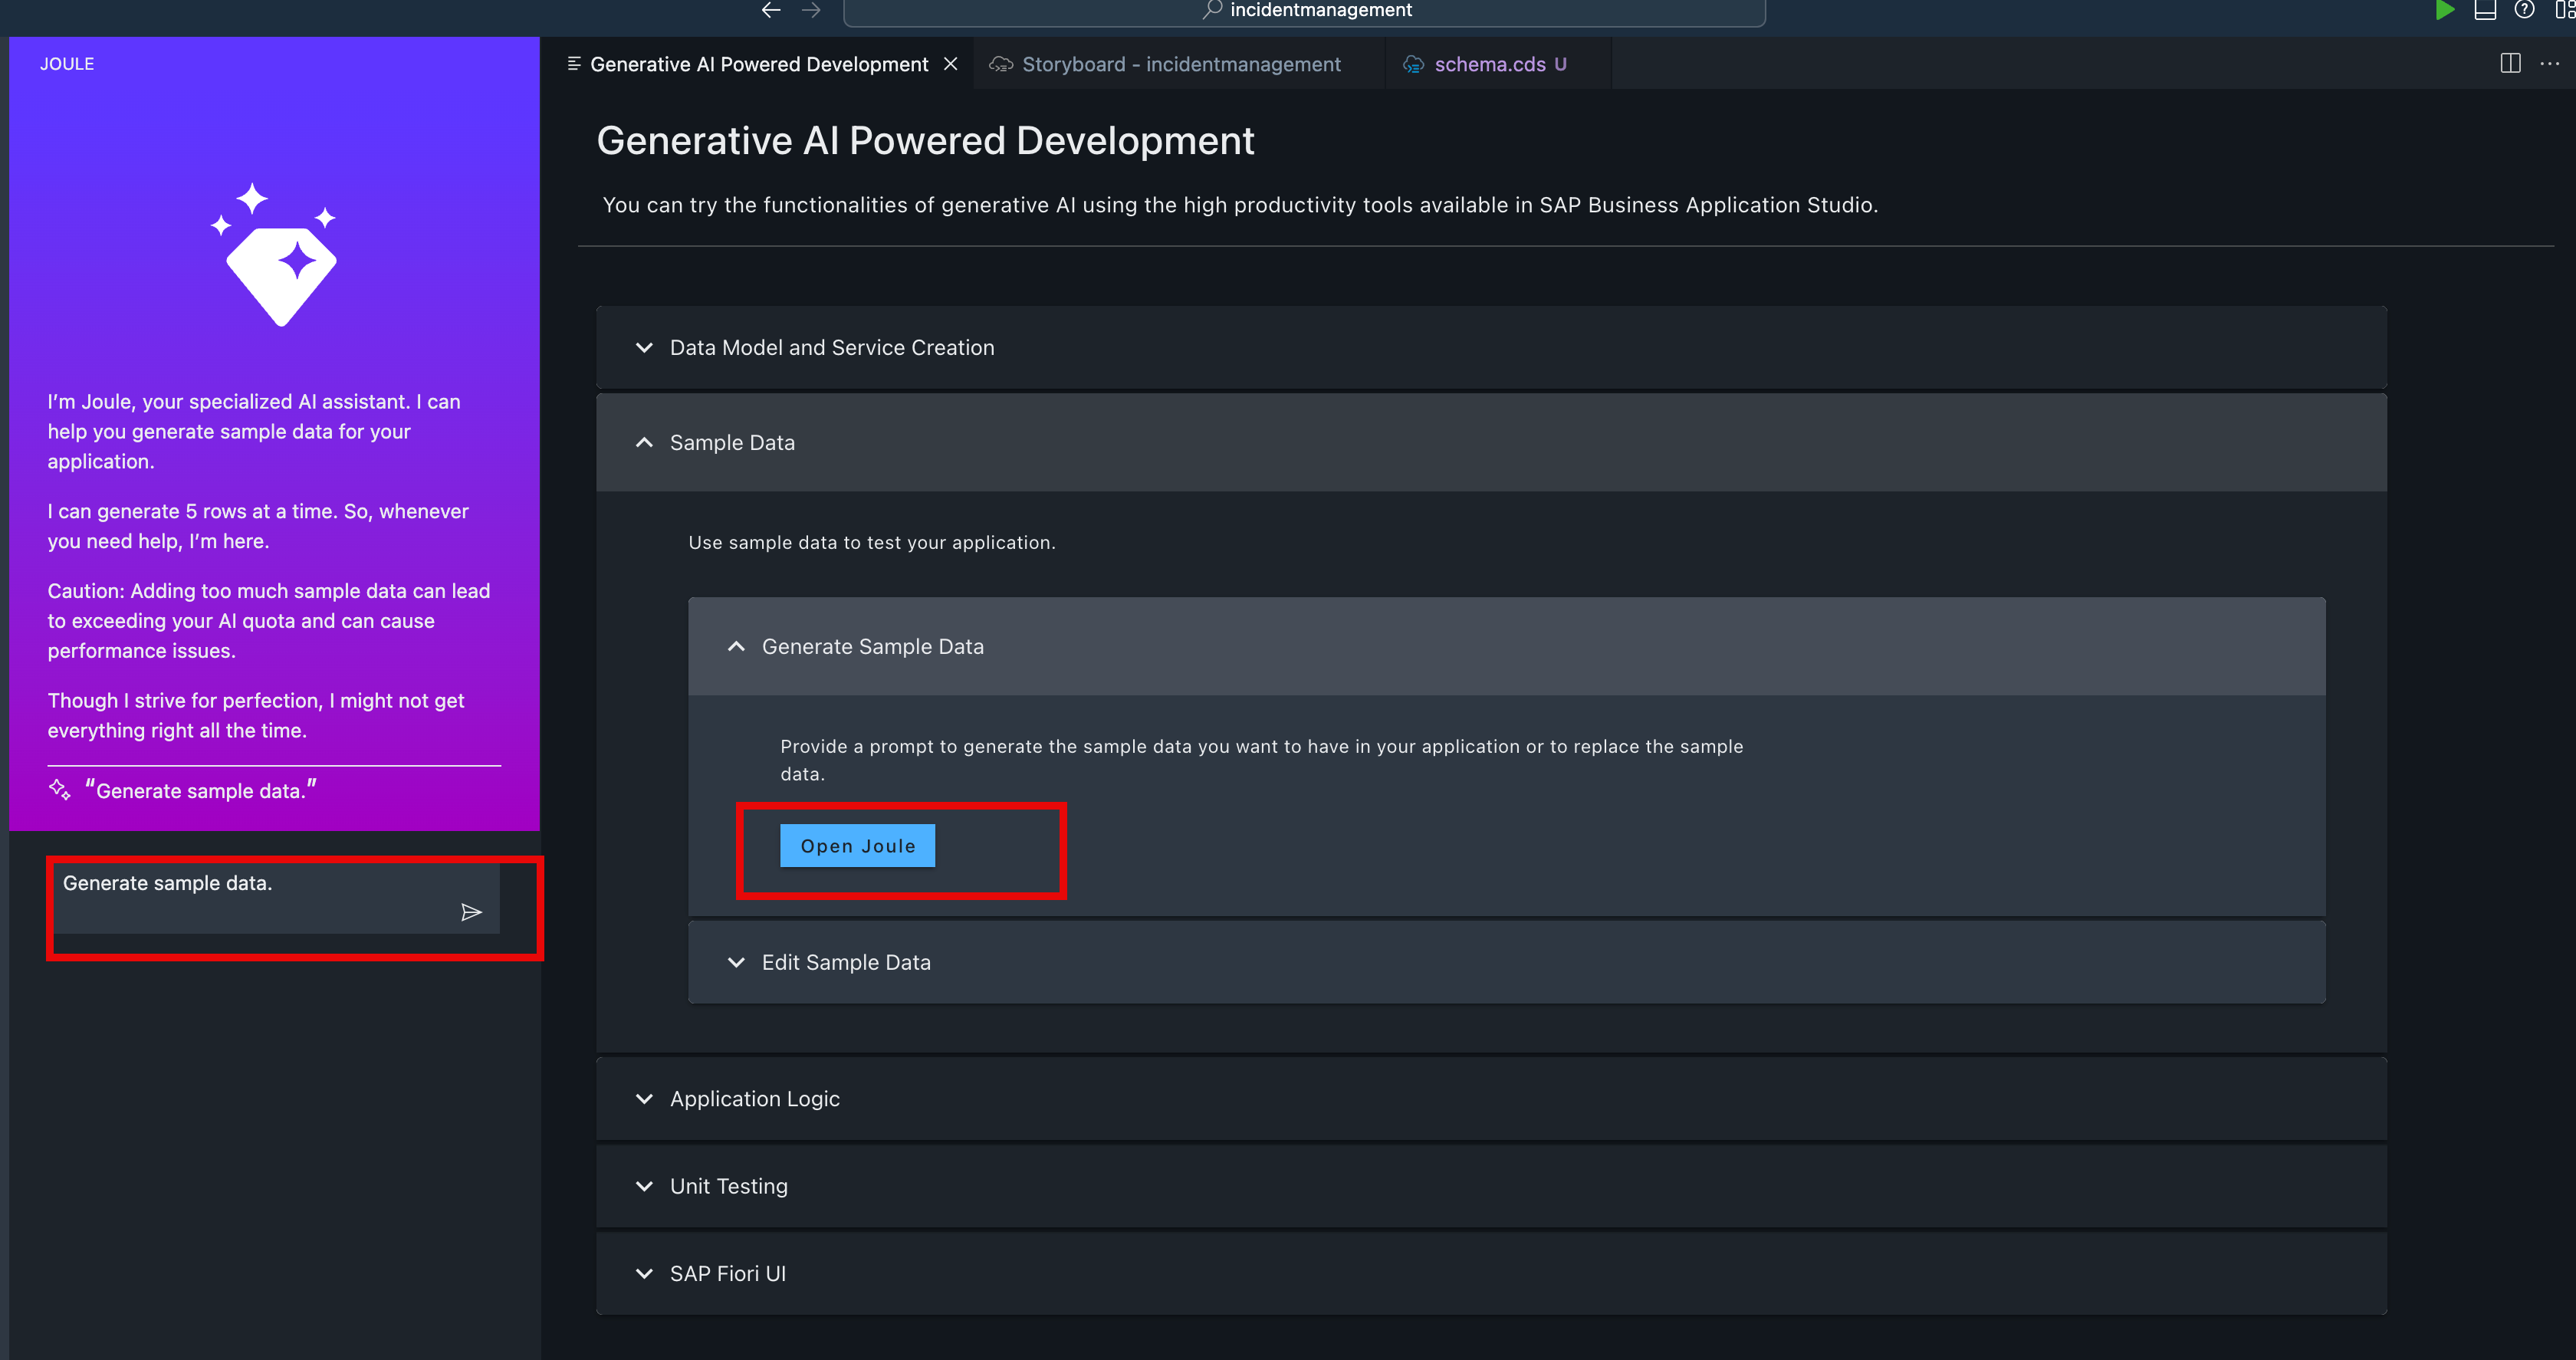 incidentmanagement
JOULE
I’m Joule, your specialized AI assistant. I can
help you generate sample data for your
application.
I can generate 5 rows at a time. So, whenever
you need help, I’m here.
Caution: Adding too much sample data can lead
to exceeding your AI quota and can cause
performance issues.
Though I strive for perfection, I might not get
everything right all the time.
“Generate sample data.”
Generate sample data.
Generative AI Powered Development
Storyboard - incidentmanagement
schema.cds U
Generative AI Powered Development
You can try the functionalities of generative AI using the high productivity tools available in SAP Business Application Studio.
Data Model and Service Creation
Sample Data
Use sample data to test your application.
Generate Sample Data
Provide a prompt to generate the sample data you want to have in your application or to replace the sample
data.
Open Joule
Edit Sample Data
Application Logic
Unit Testing
SAP Fiori UI